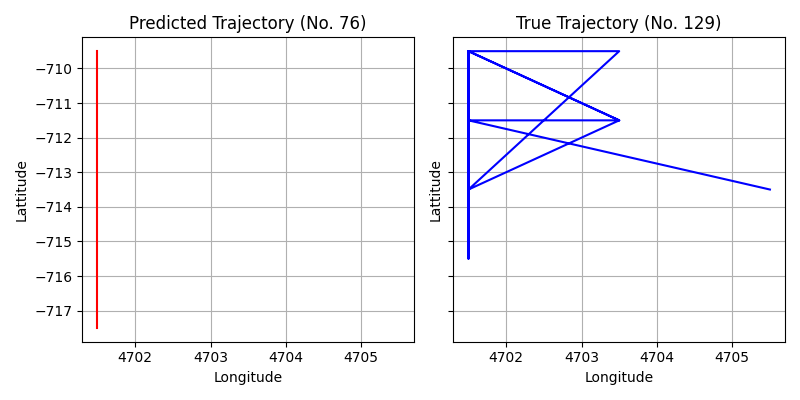 Predicted Trajectory (No. 76)
True Trajectory (No. 129)
Lattitude
−710
−711
−712
−713
−714
−715
−716
−717
4702
4703
4704
4705
Longitude
Lattitude
4702
4703
4704
4705
Longitude